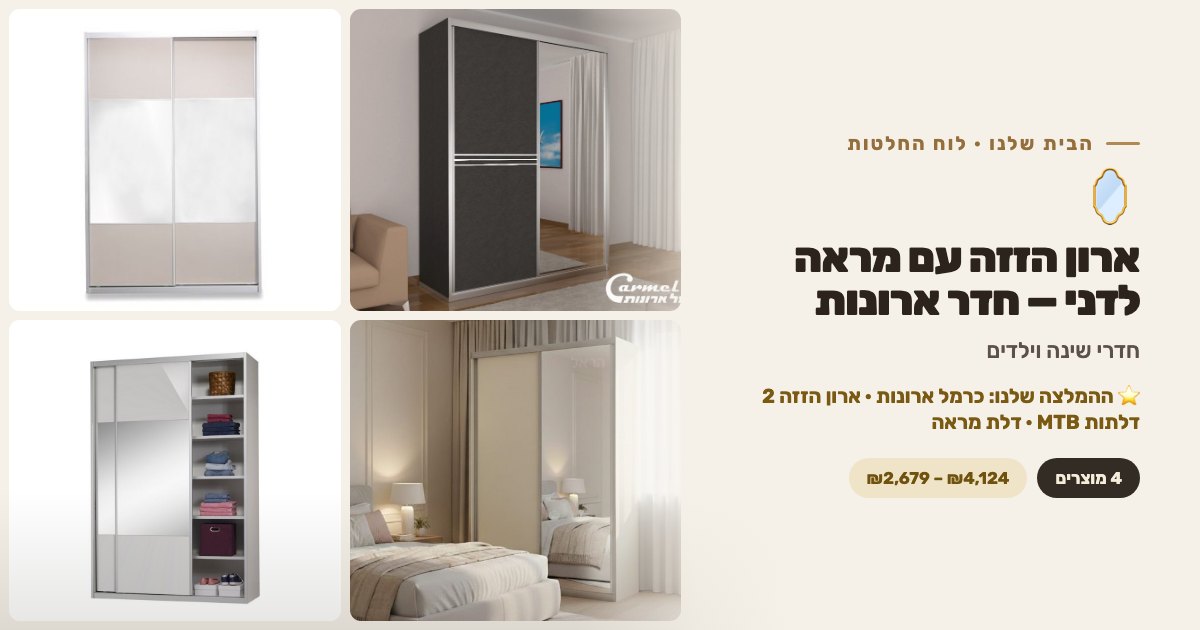 הבית שלנו • לוח החלטות
ארון הזזה עם מראה
לדני – חדר ארונות
חדרי שינה וילדים
⭐ ההמלצה שלנו: כרמל ארונות • ארון הזזה 2
דלתות MTB • דלת מראה
4 מוצרים
₪2,679 – ₪4,124
Carmel